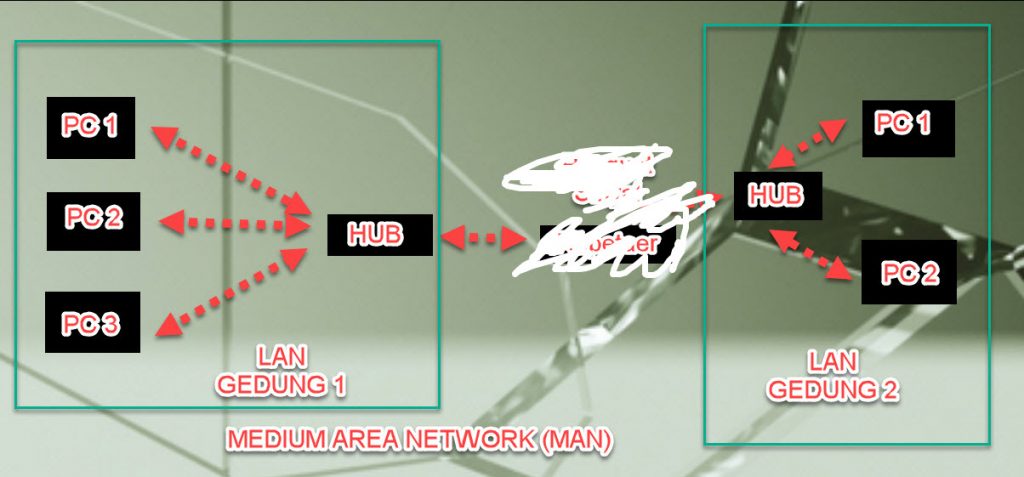 PC 1
PC 2
PC 3
HUB
LAN
GEDUNG 1
HUB
PC 1
PC 2
LAN
GEDUNG 2
MEDIUM AREA NETWORK (MAN)